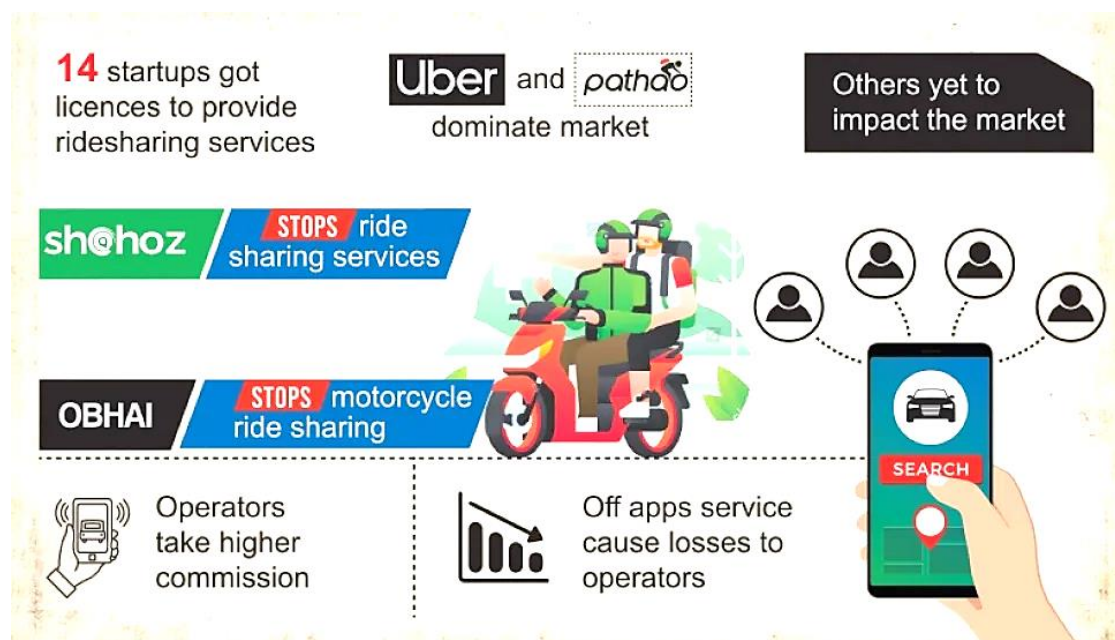 14 startups got
licences to provide
ridesharing services
Uber and pathao
dominate market
Others yet to
impact the market
sh@hoz
STOPS ride
sharing services
OBHAI
STOPS motorcycle
ride sharing
SEARCH
Operators
take higher
commission
Off apps service
cause losses to
operators